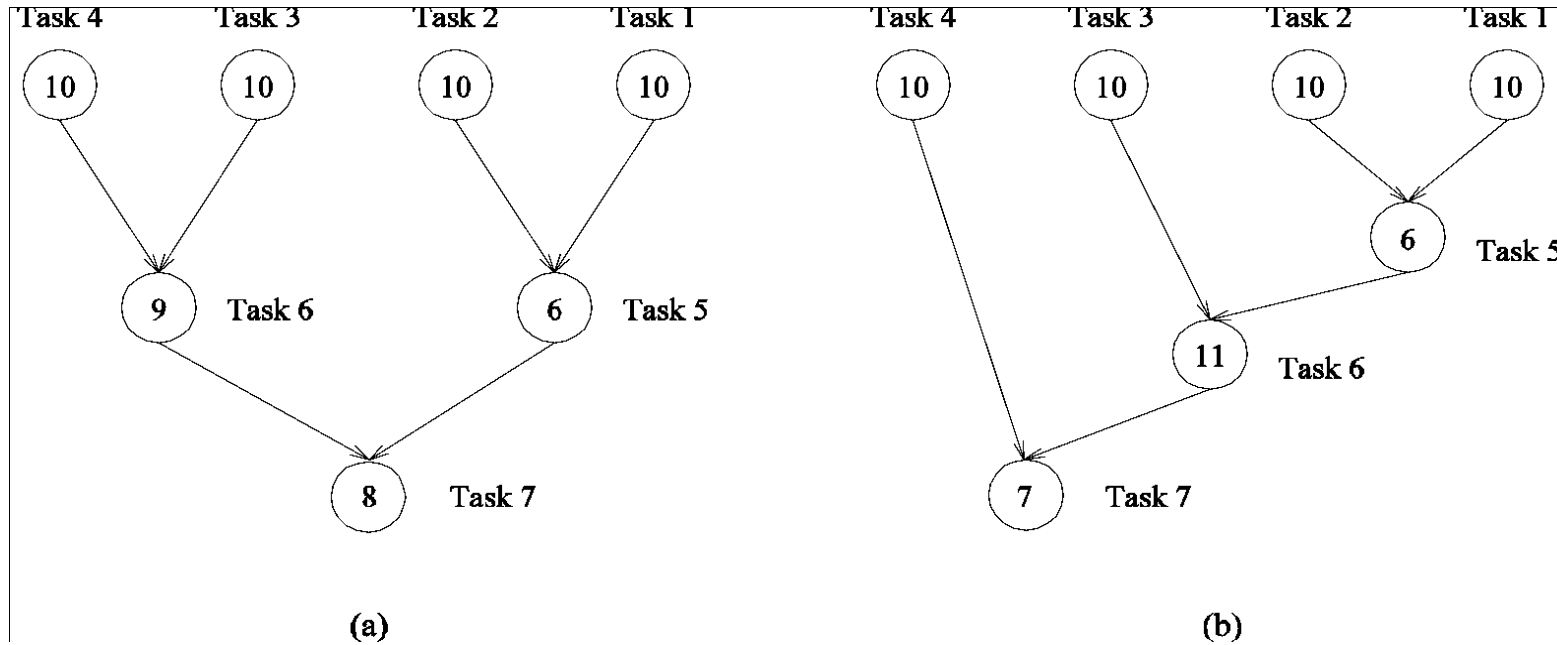 Task 4 Task 3 Task 2 Task 1 Task 4 Task 3 Task 2 Task 1
10 10 10 10 10 10 10 10
6 Task 5
9 Task 6 6 Task 5
11 Task 6
8 Task 7 7 Task 7
(a) (b)